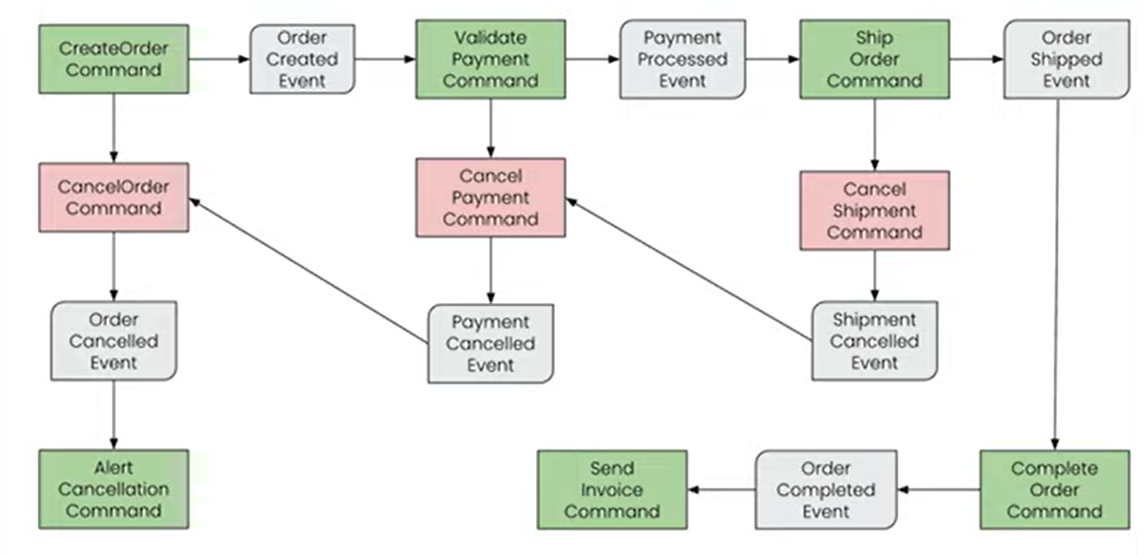 CreateOrder
Command
Order
Created
Event
Validate
Payment
Command
Payment
Processed
Event
Ship
Order
Command
Order
Shipped
Event
CancelOrder
Command
Cancel
Payment
Command
Cancel
Shipment
Command
Order
Cancelled
Event
Payment
Cancelled
Event
Shipment
Cancelled
Event
Alert
Cancellation
Command
Send
Invoice
Command
Order
Completed
Event
Complete
Order
Command